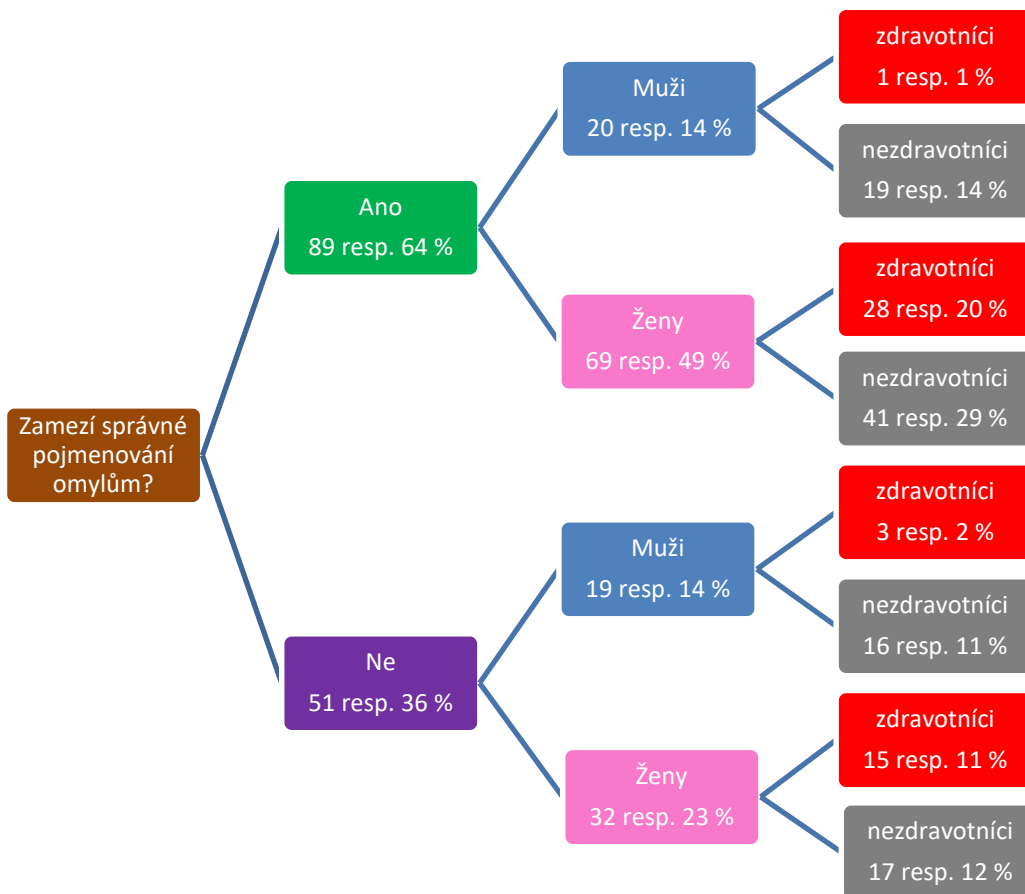 Zamezí správné
pojmenování
omylům?
Ano
89 resp. 64 %
Muži
20 resp. 14 %
zdravotníci
1 resp. 1 %
nezdravotníci
19 resp. 14 %
Ženy
69 resp. 49 %
zdravotníci
28 resp. 20 %
nezdravotníci
41 resp. 29 %
Ne
51 resp. 36 %
Muži
19 resp. 14 %
zdravotníci
3 resp. 2 %
nezdravotníci
16 resp. 11 %
Ženy
32 resp. 23 %
zdravotníci
15 resp. 11 %
nezdravotníci
17 resp. 12 %